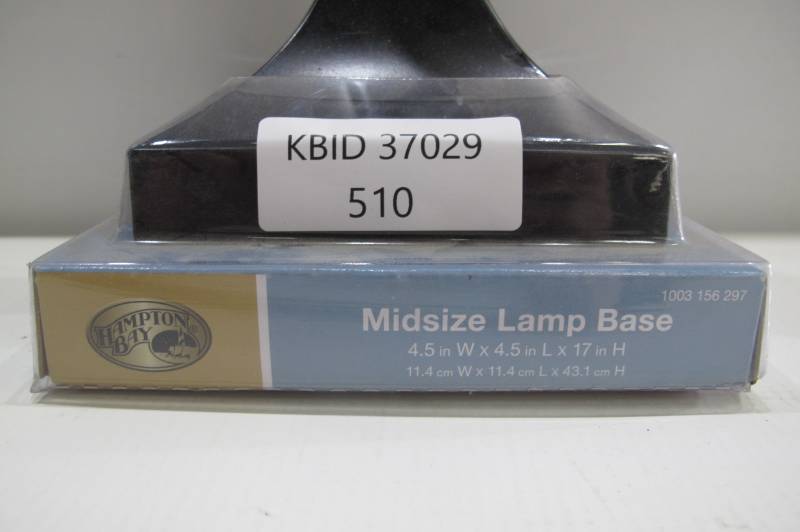 KBID 37029
510
HAMPTON
BAY
®
1003 156 297
Midsize Lamp Base
4.5 in W x 4.5 in L x 17 in H
11.4 cm W x 11.4 cm L x 43.1 cm H